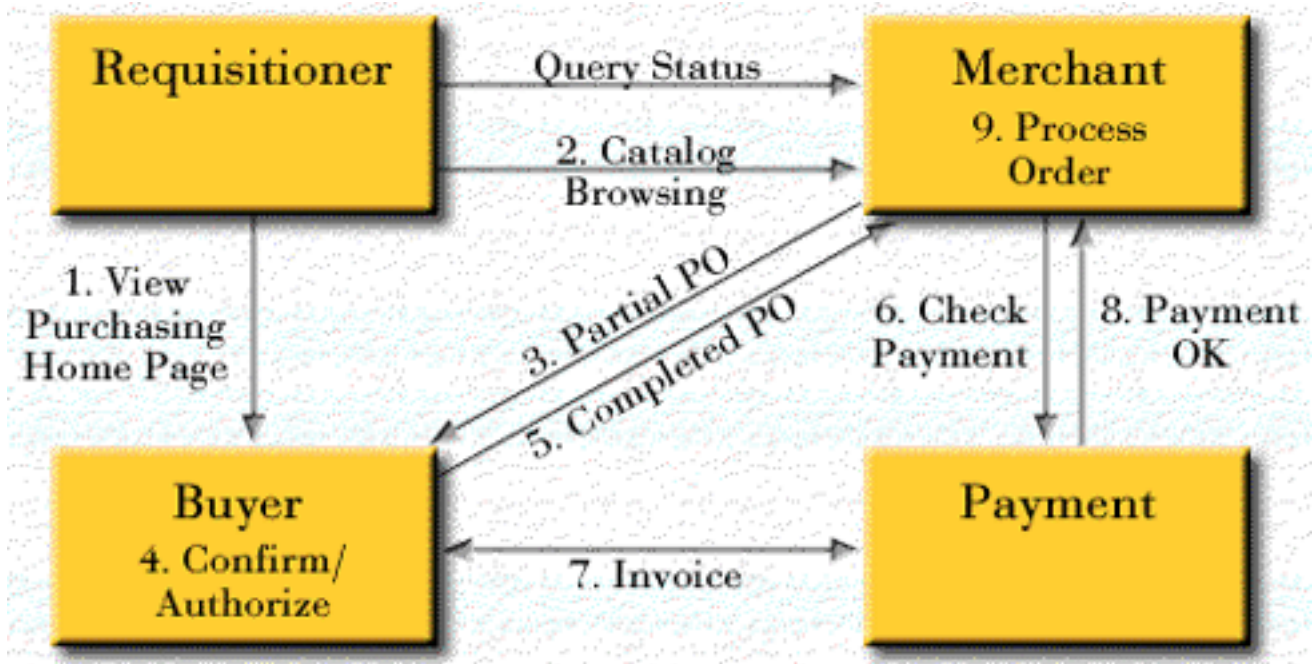 Requisitioner
Query Status
Merchant
9. Process
Order
2. Catalog
Browsing
1. View
Purchasing
Home Page
3. Partial PO
5. Completed PO
6. Check
Payment
8. Payment
OK
Buyer
4. Confirm/
Authorize
7. Invoice
Payment